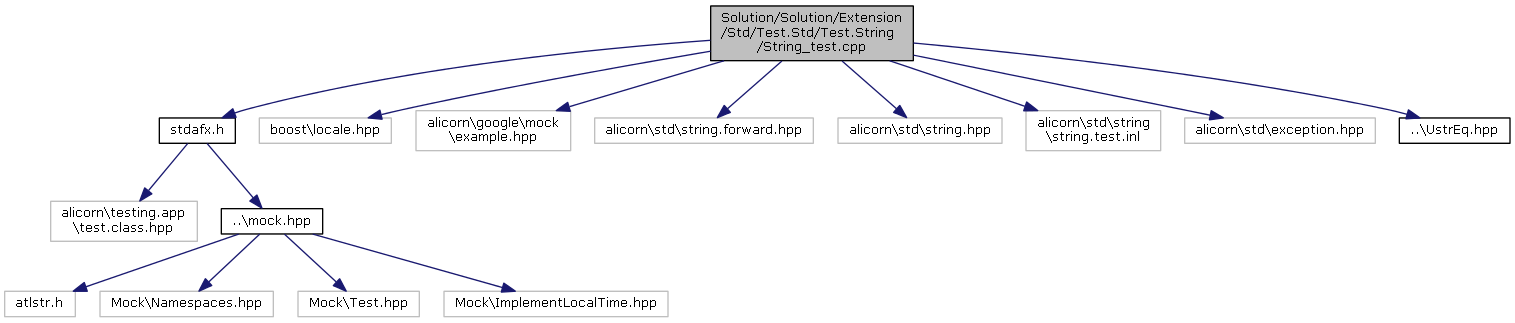 Solution/Solution/Extension
/Std/Test.Std/Test.String
/String_test.cpp
stdafx.h
boost\locale.hpp
alicorn\google\mock
\example.hpp
alicorn\std\string.forward.hpp
alicorn\std\string.hpp
alicorn\std\string
\string.test.inl
alicorn\std\exception.hpp
..\UstrEq.hpp
alicorn\testing.app
\test.class.hpp
..\mock.hpp
atlstr.h
Mock\Namespaces.hpp
Mock\Test.hpp
Mock\ImplementLocalTime.hpp